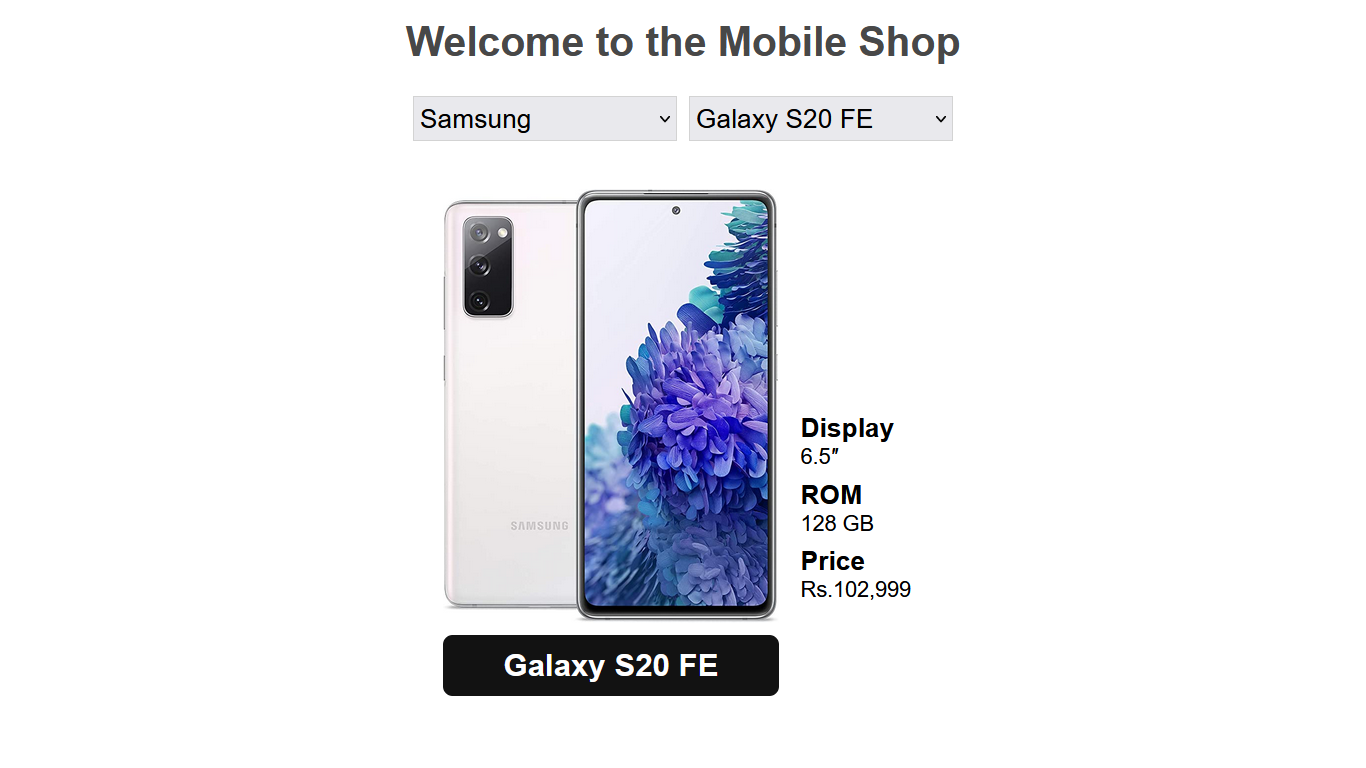 Welcome to the Mobile Shop
Samsung
Galaxy S20 FE
SAMSUNG
Display
6.5″
ROM
128 GB
Price
Rs.102,999
Galaxy S20 FE